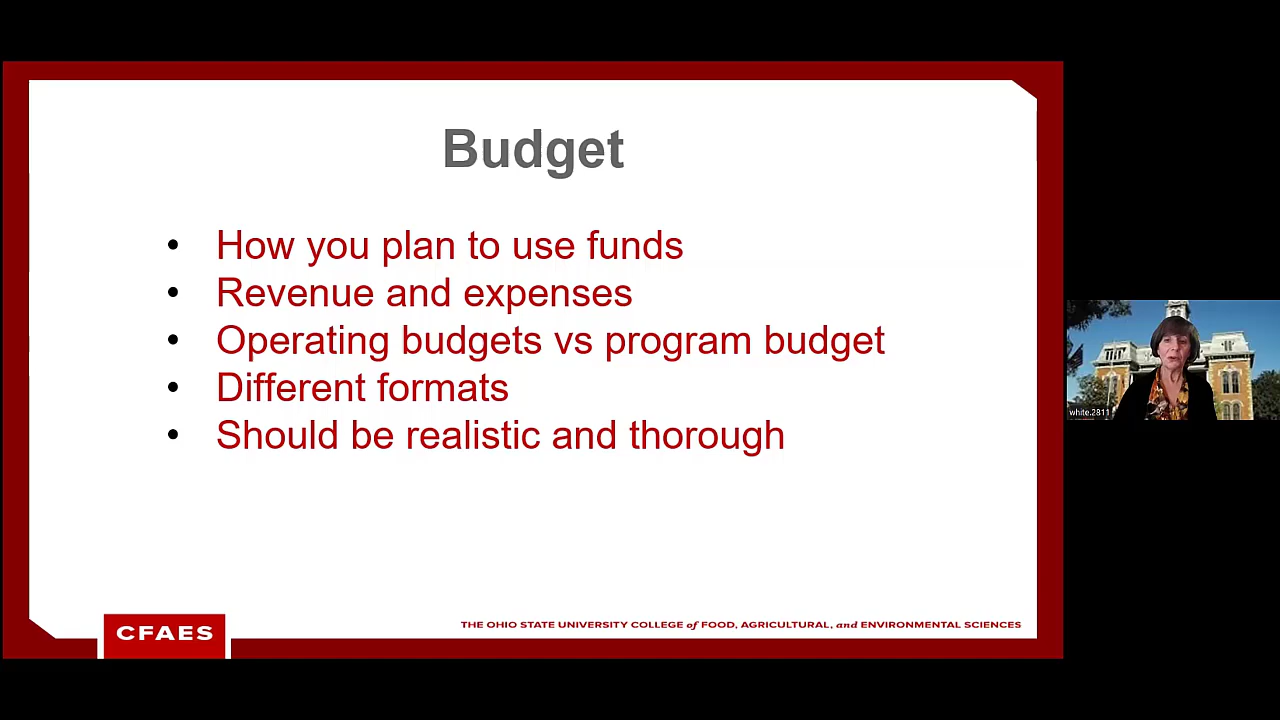 Budget
• How you plan to use funds
• Revenue and expenses
• Operating budgets vs program budget
• Different formats
• Should be realistic and thorough
white.2811
CFAES
THE OHIO STATE UNIVERSITY COLLEGE of FOOD, AGRICULTURAL, and ENVIRONMENTAL SCIENCES